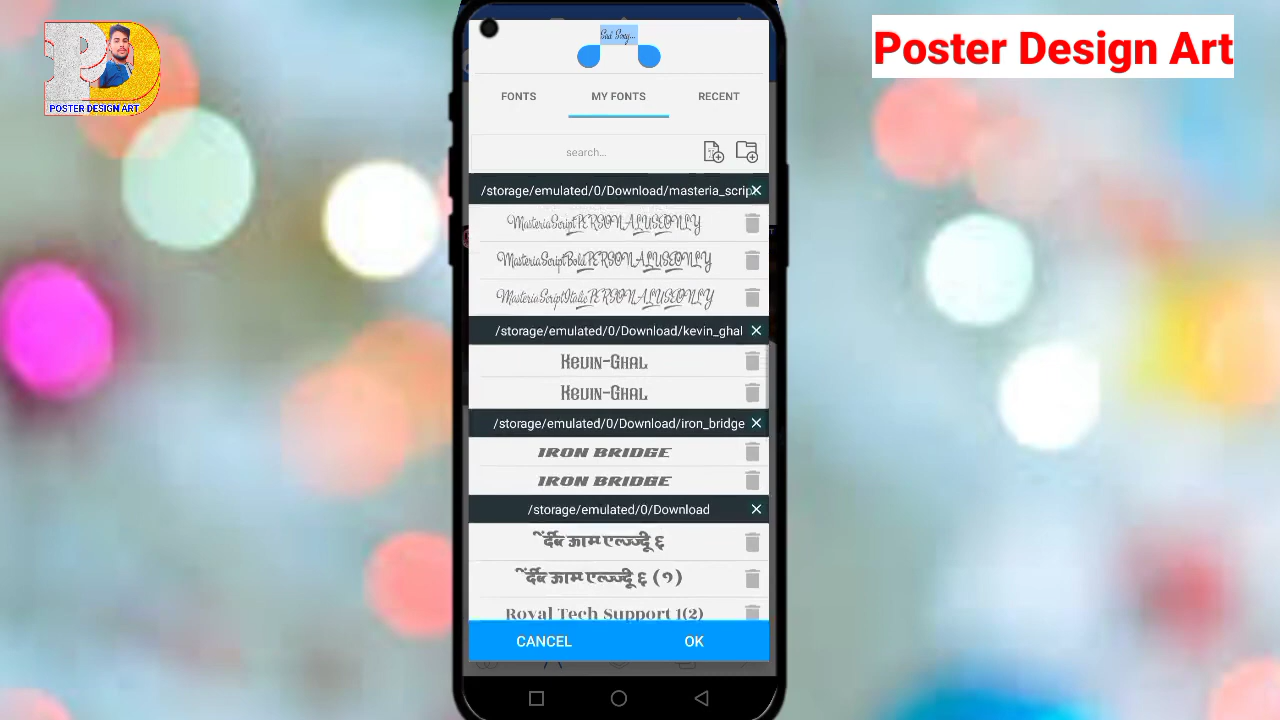 Poster Design Art
POSTER DESIGN ART
FONTS
MY FONTS
RECENT
search...
/storage/emulated/0/Download/masteria_scrip
MasteriaScriptPERSONALUSEONLY
MasteriaScriptBoldPERSONALUSEONLY
MasteriaScriptItalicPERSONALUSEONLY
/storage/emulated/0/Download/kevin_ghal
Kevin-Ghal
Kevin-Ghal
/storage/emulated/0/Download/iron_bridge
IRON BRIDGE
IRON BRIDGE
/storage/emulated/0/Download
Royal Tech Support 1(2)
CANCEL
OK